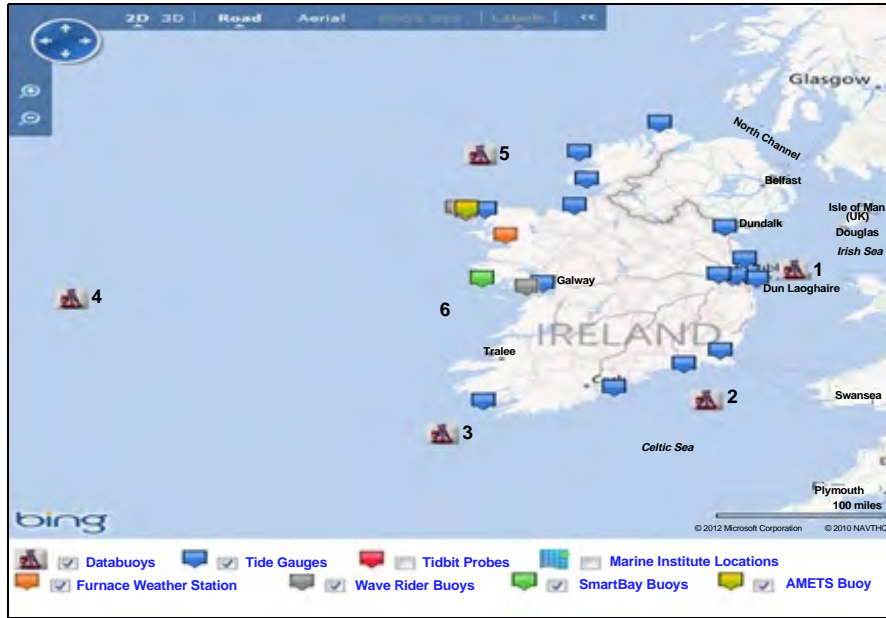 2D 3D Road Aerial Labels <<
Glasgow
North Channel
5
Belfast
Isle of Man
(UK)
Dundalk
Douglas
Irish Sea
1
Galway
Dun Laoghaire
4
6
IRELAND
Tralee
Cork
2
Swansea
3
Celtic Sea
Plymouth
100 miles
bing
© 2012 Microsoft Corporation © 2010 NAVTHQ
Databuoys Tide Gauges Tidbit Probes Marine Institute Locations
Furnace Weather Station Wave Rider Buoys SmartBay Buoys AMETS Buoy